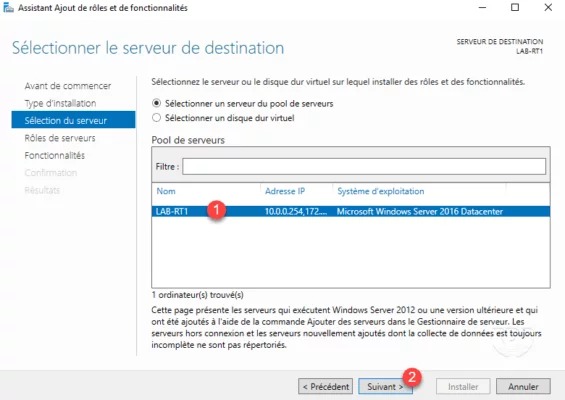 Assistant Ajout de rôles et de fonctionnalités
Sélectionner le serveur de destination
SERVEUR DE DESTINATION
LAB-RT1
Avant de commencer
Type d'installation
Sélection du serveur
Rôles de serveurs
Fonctionnalités
Confirmation
Résultats
Sélectionnez le serveur ou le disque dur virtuel sur lequel installer des rôles et des fonctionnalités.
Sélectionner un serveur du pool de serveurs
Sélectionner un disque dur virtuel
Pool de serveurs
Filtre :
Nom Adresse IP Système d'exploitation
LAB-RT1 1 10.0.0.254,172.... Microsoft Windows Server 2016 Datacenter
1 ordinateur(s) trouvé(s)
Cette page présente les serveurs qui exécutent Windows Server 2012 ou une version ultérieure et qui
ont été ajoutés à l'aide de la commande Ajouter des serveurs dans le Gestionnaire de serveur. Les
serveurs hors connexion et les serveurs nouvellement ajoutés dont la collecte de données est toujours
incomplète ne sont pas répertoriés.
2
< Précédent Suivant > Installer Annuler